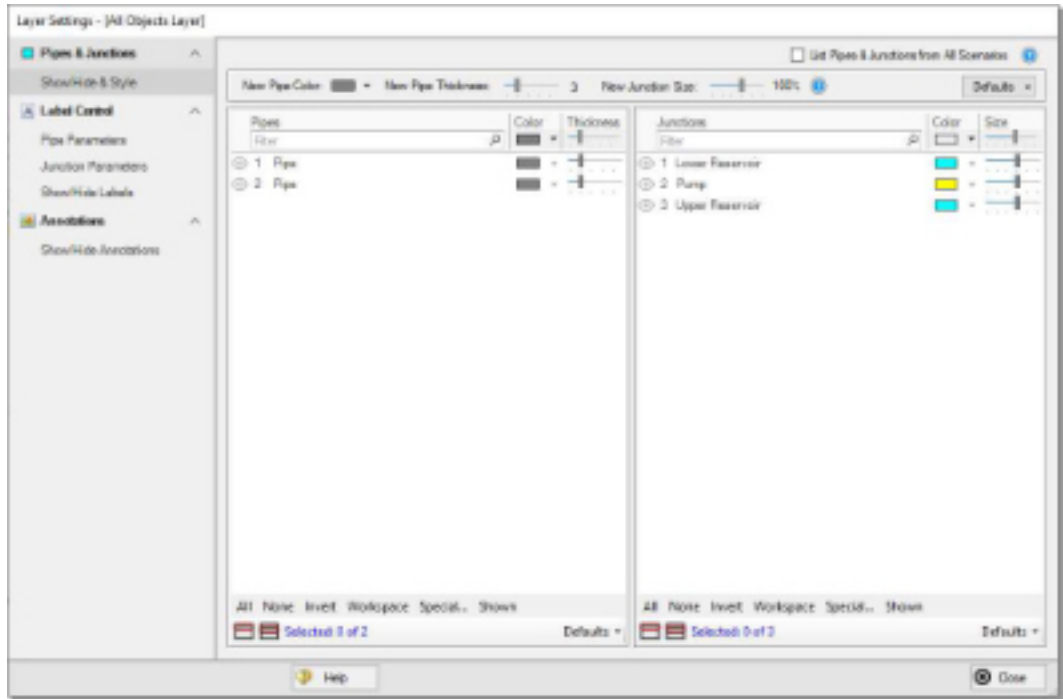 Layer Settings - [All Objects Layer]
Pipes & Junctions
Show/Hide & Style
Label Control
Pipe Parameters
Junction Parameters
Show/Hide Labels
Annotations
Show/Hide Annotations
List Pipes & Junctions from All Scenarios
New Pipe Color: New Pipe Thickness: 3 New Junction Size: 100% Defaults
Pipes Color Thickness
Filter
1 Pipe
2 Pipe
All None Invert Workspace Special... Shown
Selected: 0 of 2 Defaults
Junctions Color Size
Filter
1 Lower Reservoir
2 Pump
3 Upper Reservoir
All None Invert Workspace Special... Shown
Selected: 0 of 3 Defaults
Help
Close